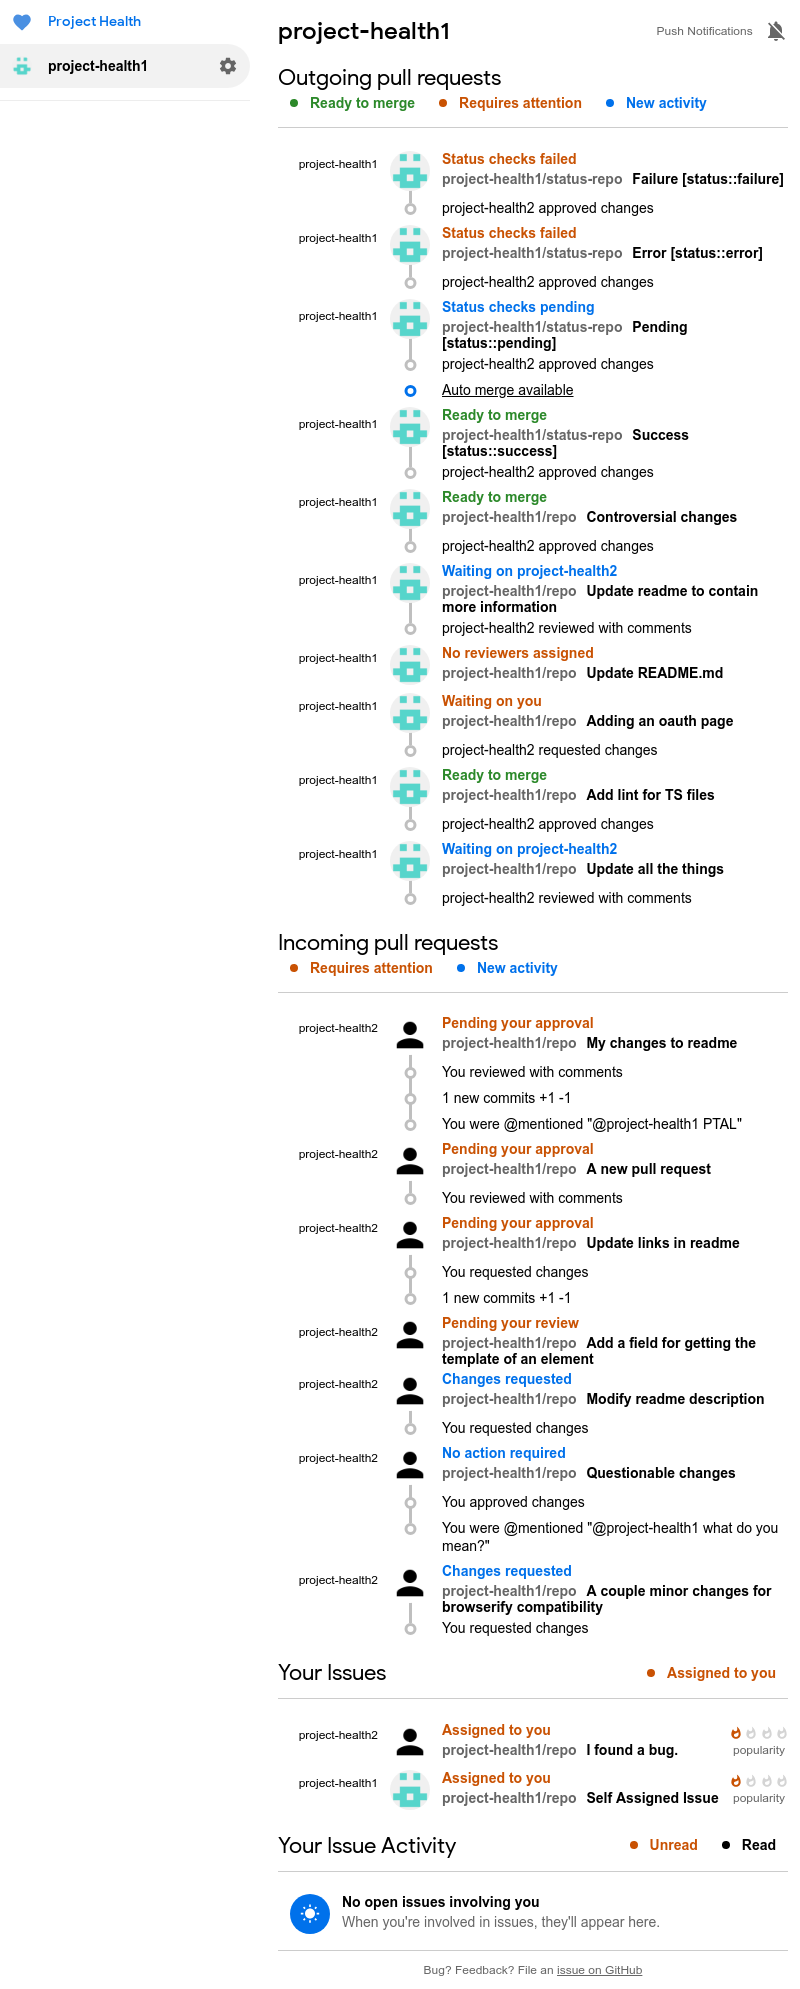 Project Health
project-health1
project-health1
Push Notifications
Outgoing pull requests
Ready to merge
Requires attention
New activity
project-health1
Status checks failed
project-health1/status-repo Failure [status::failure]
project-health2 approved changes
project-health1
Status checks failed
project-health1/status-repo Error [status::error]
project-health2 approved changes
project-health1
Status checks pending
project-health1/status-repo Pending
[status::pending]
project-health2 approved changes
Auto merge available
project-health1
Ready to merge
project-health1/status-repo Success
[status::success]
project-health2 approved changes
project-health1
Ready to merge
project-health1/repo Controversial changes
project-health2 approved changes
project-health1
Waiting on project-health2
project-health1/repo Update readme to contain
more information
project-health2 reviewed with comments
project-health1
No reviewers assigned
project-health1/repo Update README.md
project-health1
Waiting on you
project-health1/repo Adding an oauth page
project-health2 requested changes
project-health1
Ready to merge
project-health1/repo Add lint for TS files
project-health2 approved changes
project-health1
Waiting on project-health2
project-health1/repo Update all the things
project-health2 reviewed with comments
Incoming pull requests
Requires attention
New activity
project-health2
Pending your approval
project-health1/repo My changes to readme
You reviewed with comments
1 new commits +1 -1
You were @mentioned "@project-health1 PTAL"
project-health2
Pending your approval
project-health1/repo A new pull request
You reviewed with comments
project-health2
Pending your approval
project-health1/repo Update links in readme
You requested changes
1 new commits +1 -1
project-health2
Pending your review
project-health1/repo Add a field for getting the
template of an element
project-health2
Changes requested
project-health1/repo Modify readme description
You requested changes
project-health2
No action required
project-health1/repo Questionable changes
You approved changes
You were @mentioned "@project-health1 what do you
mean?"
project-health2
Changes requested
project-health1/repo A couple minor changes for
browserify compatibility
You requested changes
Your Issues
Assigned to you
project-health2
Assigned to you
project-health1/repo I found a bug.
popularity
project-health1
Assigned to you
project-health1/repo Self Assigned Issue
popularity
Your Issue Activity
Unread
Read
No open issues involving you
When you're involved in issues, they'll appear here.
Bug? Feedback? File an issue on GitHub